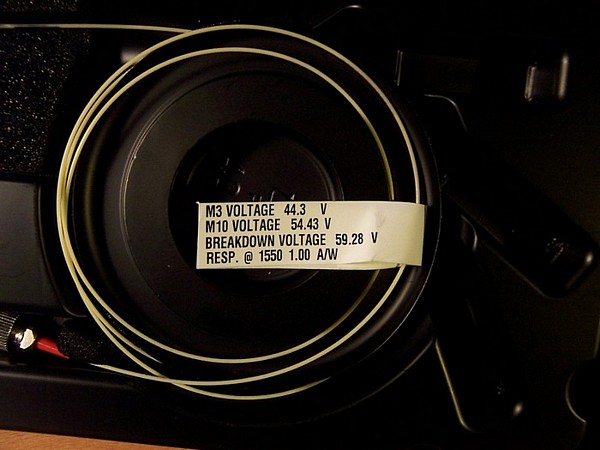 M3 VOLTAGE 44.3 V
M10 VOLTAGE 54.43 V
BREAKDOWN VOLTAGE 59.28 V
RESP. @ 1550 1.00 A/W